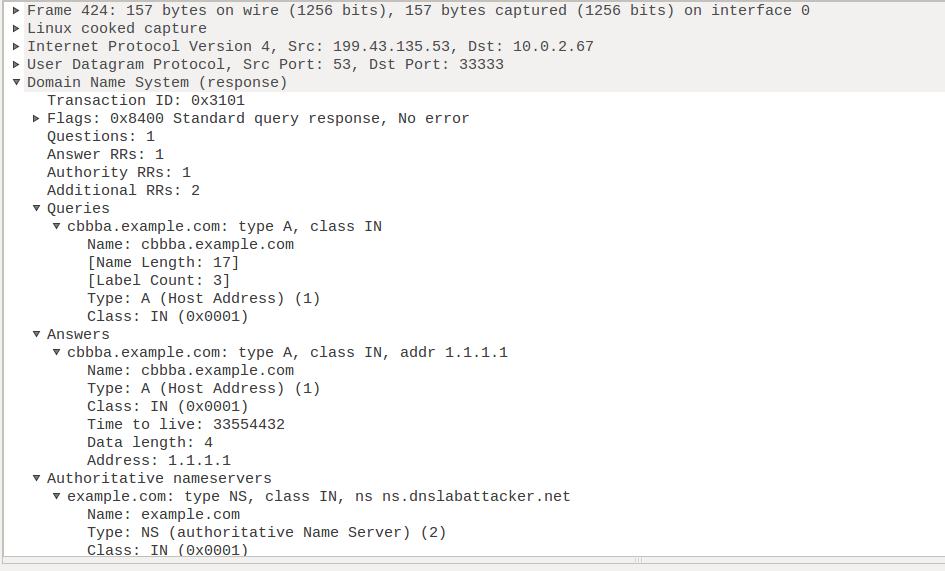 Frame 424: 157 bytes on wire (1256 bits), 157 bytes captured (1256 bits) on interface 0
Linux cooked capture
Internet Protocol Version 4, Src: 199.43.135.53, Dst: 10.0.2.67
User Datagram Protocol, Src Port: 53, Dst Port: 33333
Domain Name System (response)
Transaction ID: 0x3101
Flags: 0x8400 Standard query response, No error
Questions: 1
Answer RRs: 1
Authority RRs: 1
Additional RRs: 2
Queries
cbbba.example.com: type A, class IN
Name: cbbba.example.com
[Name Length: 17]
[Label Count: 3]
Type: A (Host Address) (1)
Class: IN (0x0001)
Answers
cbbba.example.com: type A, class IN, addr 1.1.1.1
Name: cbbba.example.com
Type: A (Host Address) (1)
Class: IN (0x0001)
Time to live: 33554432
Data length: 4
Address: 1.1.1.1
Authoritative nameservers
example.com: type NS, class IN, ns ns.dnslabattacker.net
Name: example.com
Type: NS (authoritative Name Server) (2)
Class: IN (0x0001)